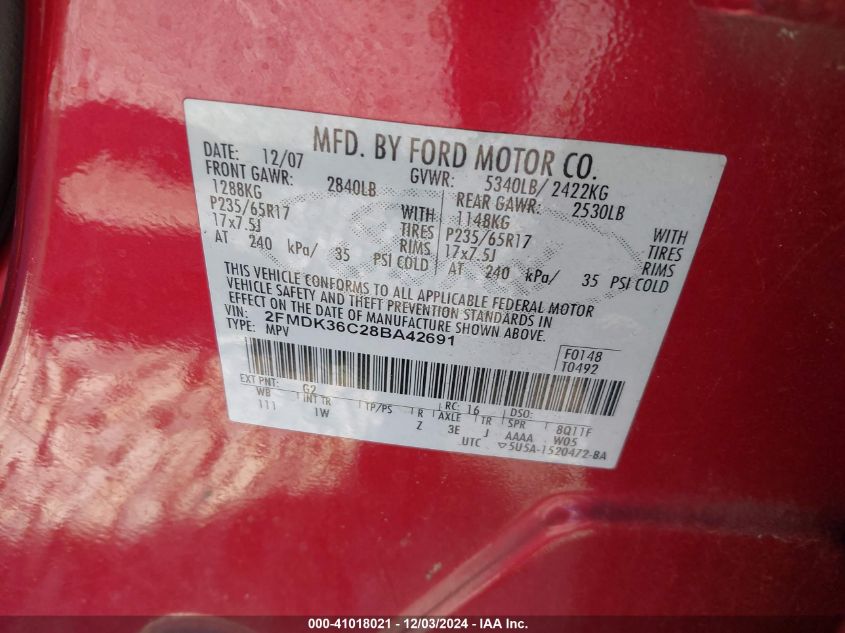 MFD. BY FORD MOTOR CO.
DATE: 12/07 GVWR: 5340LB/ 2422KG
FRONT GAWR: 2840LB REAR GAWR: 2530LB
1288KG WITH 1148KG WITH
P235/65R17 TIRES P235/65R17 TIRES
17x7.5J RIMS 17x7.5J RIMS
AT 240 kPa/ 35 PSI COLD AT 240 kPa/ 35 PSI COLD
THIS VEHICLE CONFORMS TO ALL APPLICABLE FEDERAL MOTOR
VEHICLE SAFETY AND THEFT PREVENTION STANDARDS IN
EFFECT ON THE DATE OF MANUFACTURE SHOWN ABOVE.
VIN: 2FMDK36C28BA42691
TYPE: MPV
F0148
T0492
EXT PNT: G2 RC: 16 DSO:
WB INT TR TP/PS R AXLE TR SPR 8Q11F
111 1W Z 3E J AAAA W05
UTC 5U5A-1520472-BA
000-41018021 - 12/03/2024 - IAA Inc.